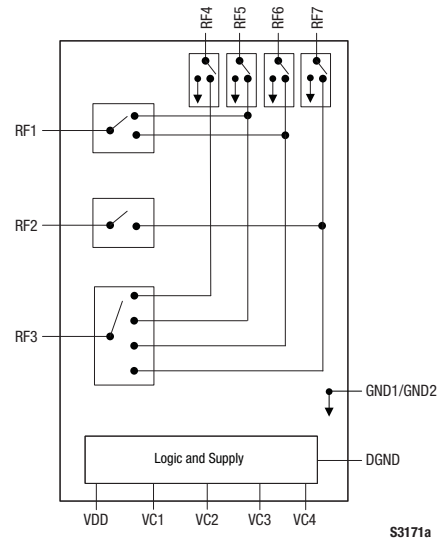 RF4
RF5
RF6
RF7
RF1
RF2
RF3
GND1/GND2
Logic and Supply
DGND
VDD
VC1
VC2
VC3
VC4
S3171a